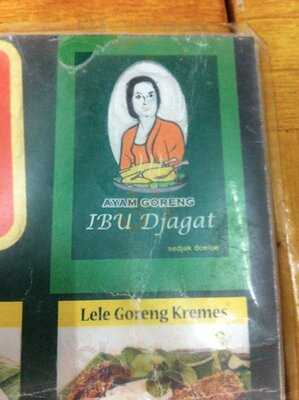 AYAM GORENG
IBU Djagat
sedjak doeloe
Lele Goreng Kremes